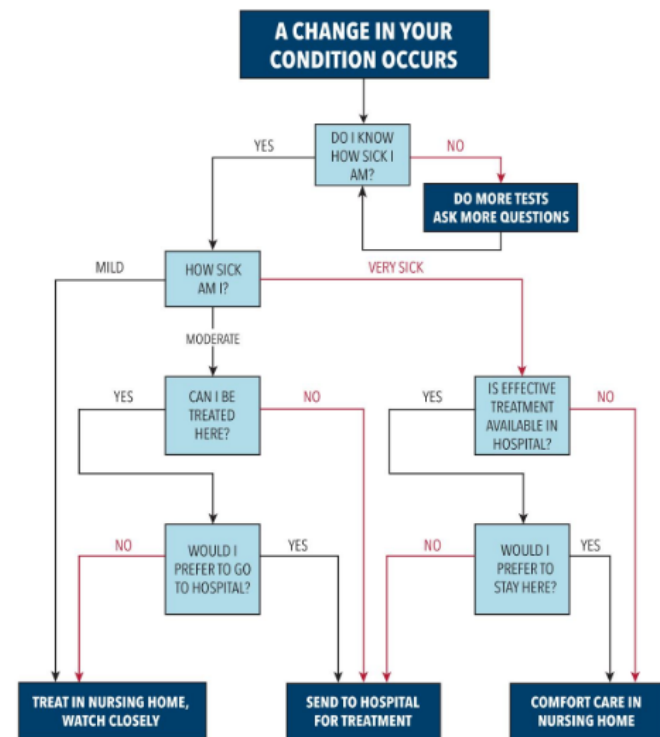 A CHANGE IN YOUR
CONDITION OCCURS
YES
DO I KNOW
HOW SICK I
AM?
NO
DO MORE TESTS
ASK MORE QUESTIONS
MILD
HOW SICK
AM I?
VERY SICK
MODERATE
YES
CAN I BE
TREATED
HERE?
NO
YES
IS EFFECTIVE
TREATMENT
AVAILABLE IN
HOSPITAL?
NO
NO
WOULD I
PREFER TO GO
TO HOSPITAL?
YES
NO
WOULD I
PREFER TO
STAY HERE?
YES
TREAT IN NURSING HOME,
WATCH CLOSELY
SEND TO HOSPITAL
FOR TREATMENT
COMFORT CARE IN
NURSING HOME